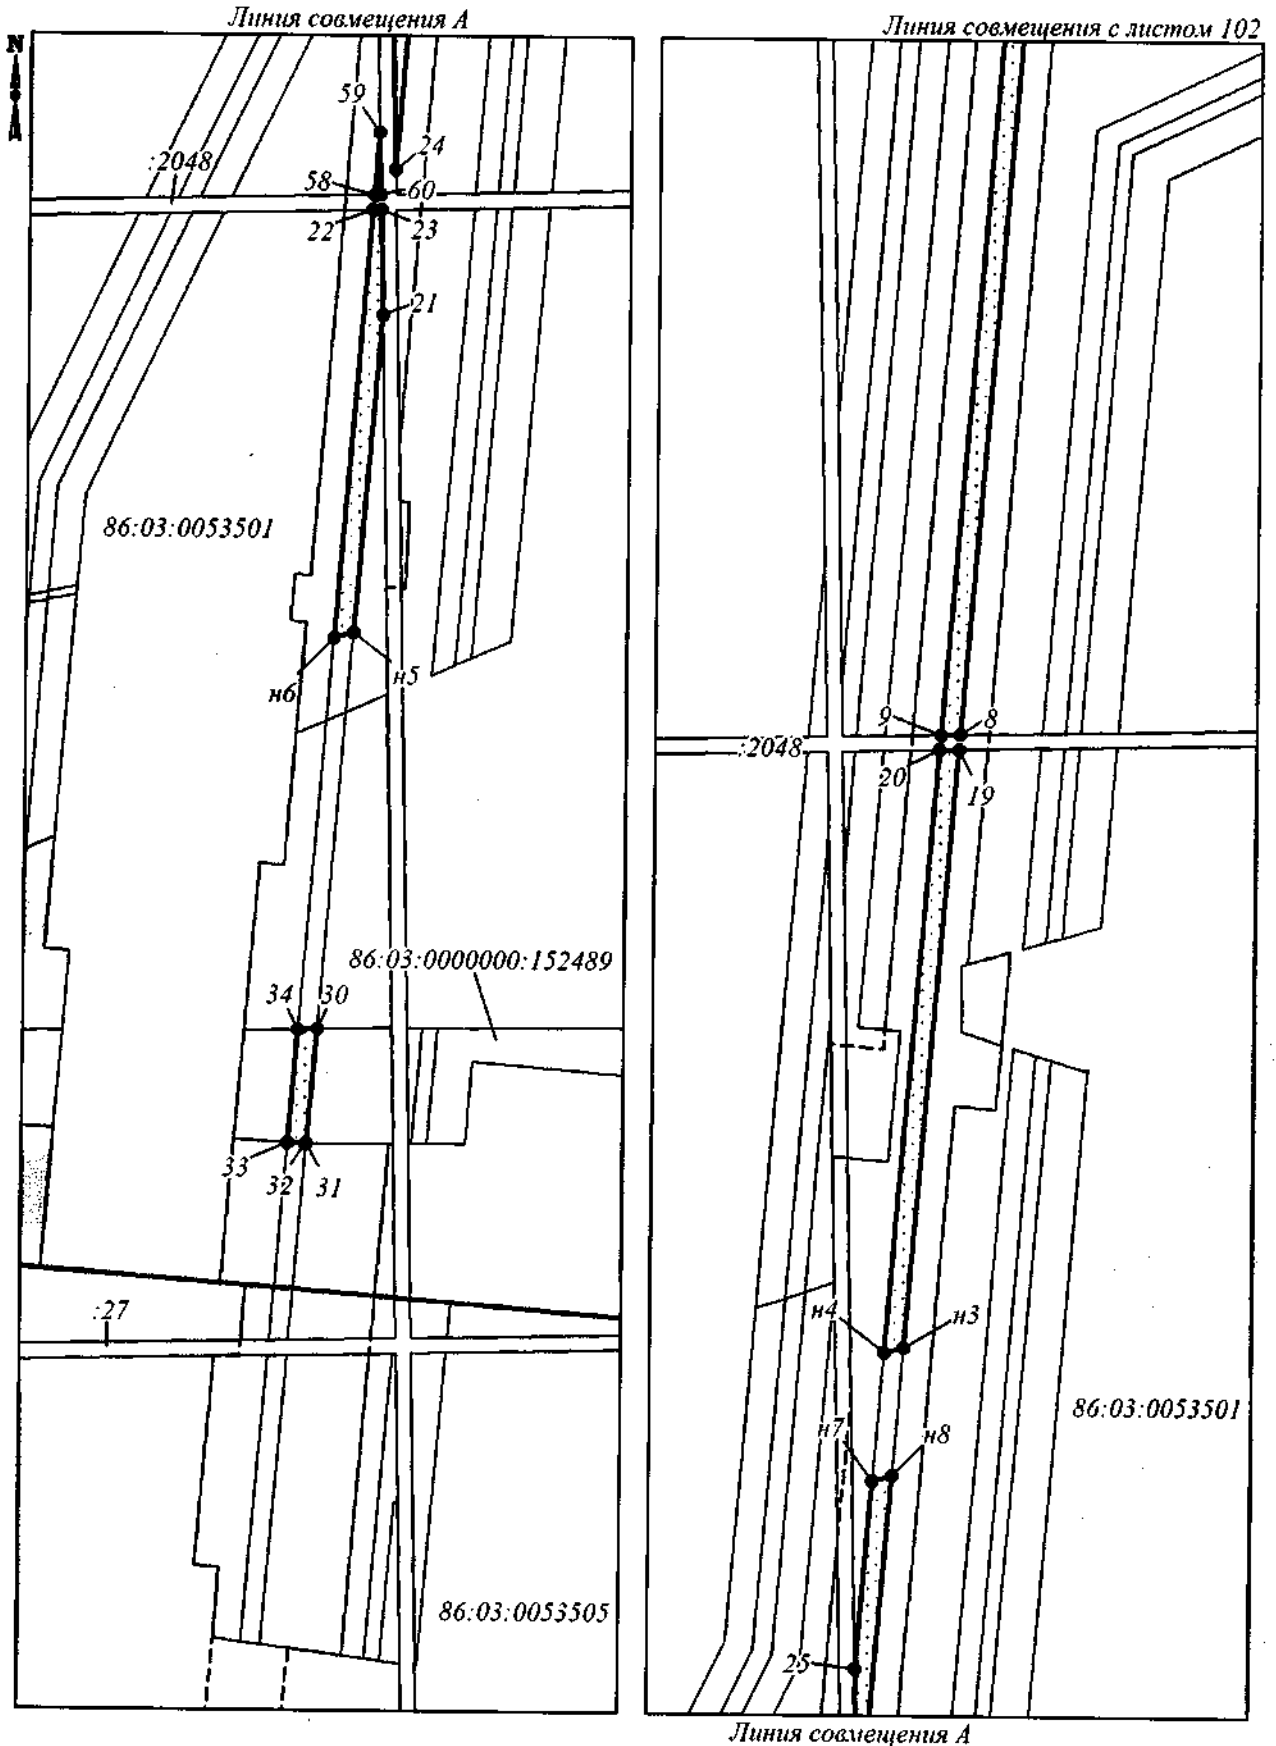 Линия совмещения А
N
59
24
:2048
58
60
22
23
21
86:03:0053501
н6
н5
86:03:0000000:152489
34
30
33
32
31
:27
86:03:0053505
Линия совмещения с листом 102
9
8
:2048
20
19
н4
н3
86:03:0053501
н7
н8
25
Линия совмещения А